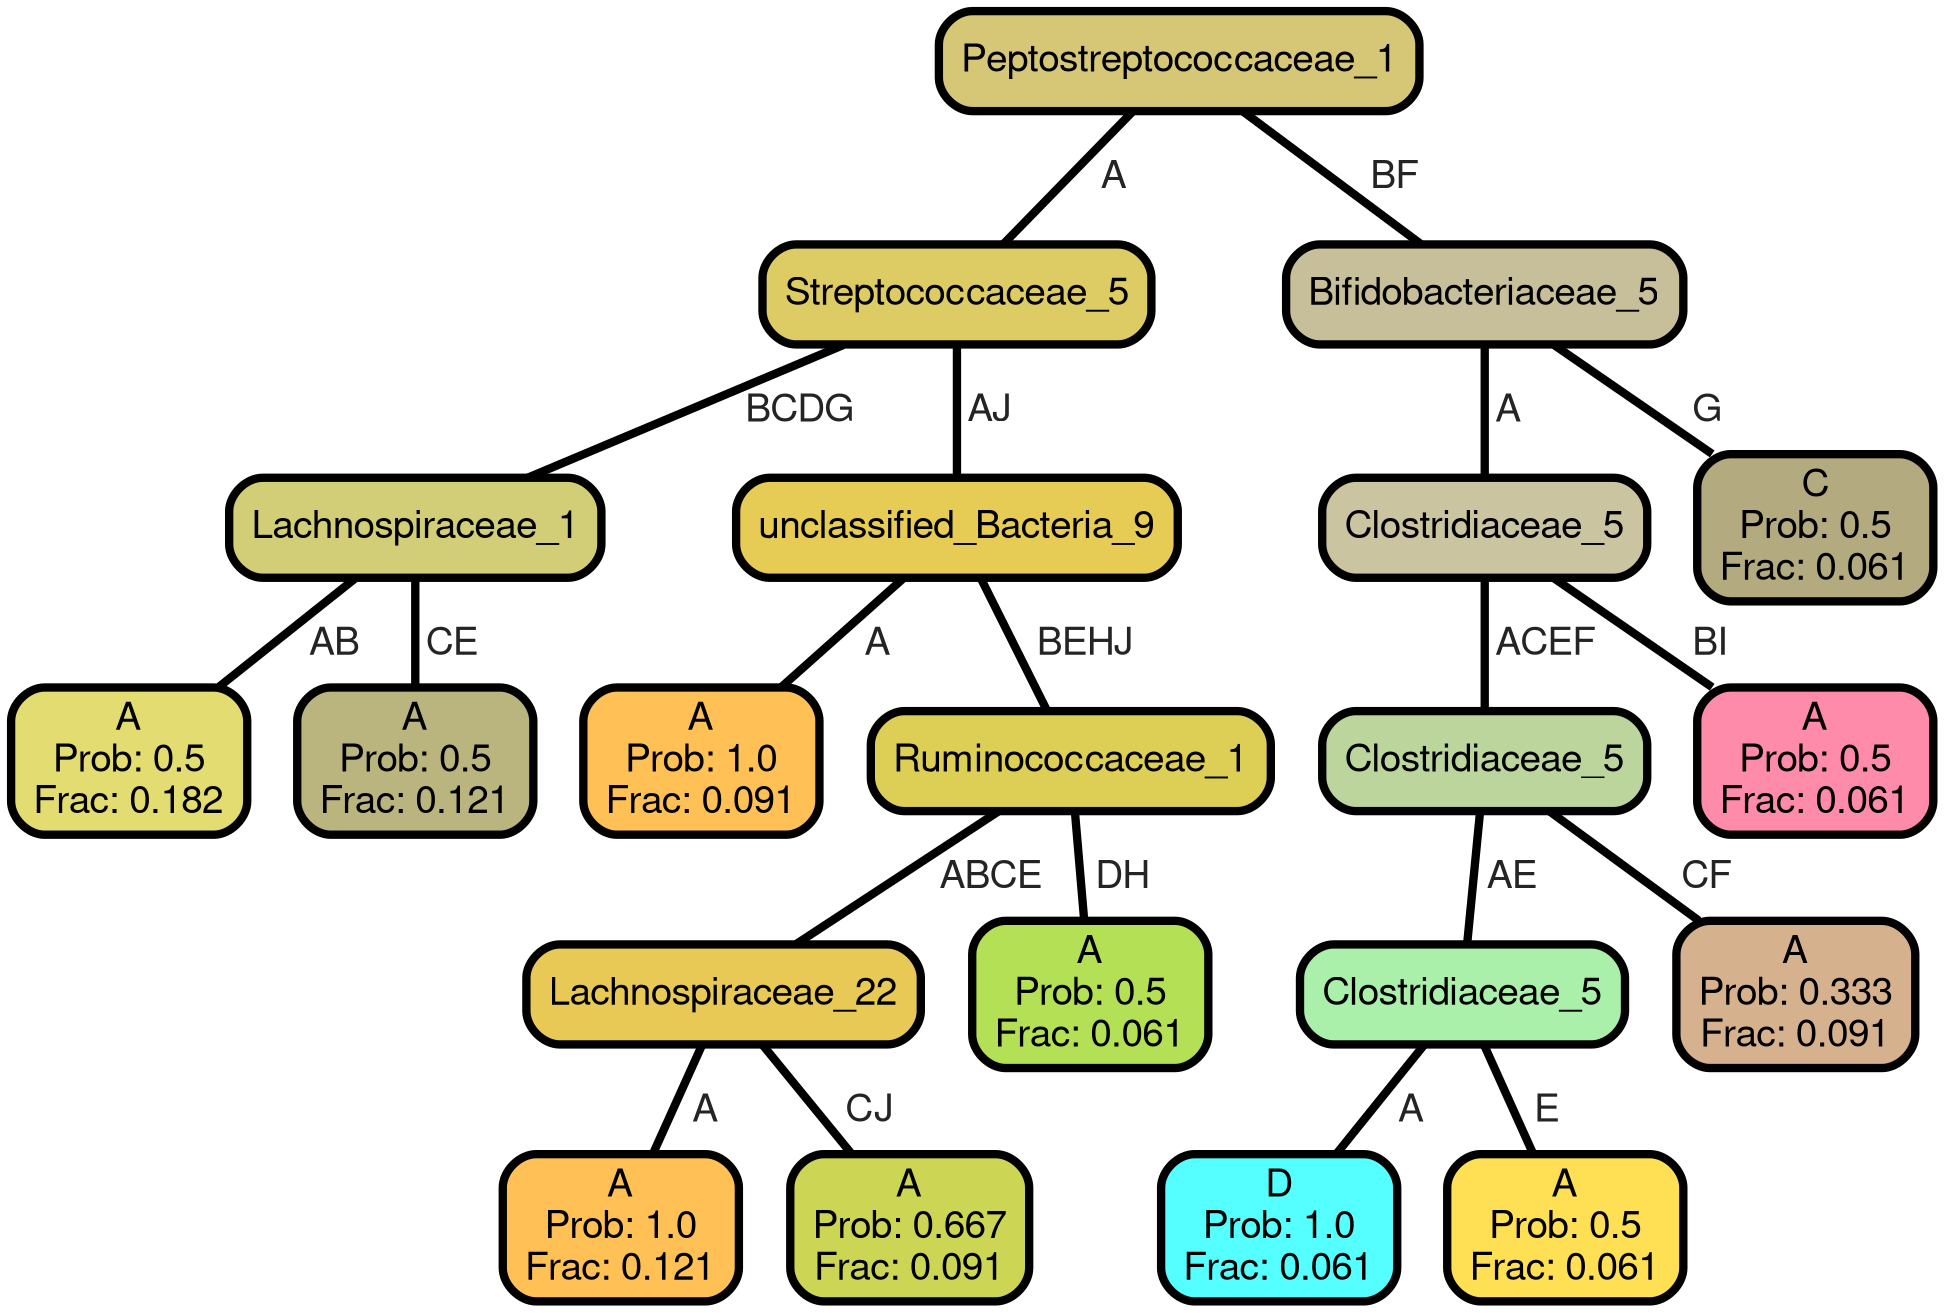 Peptostreptococcaceae_1
A
BF
Streptococcaceae_5
Bifidobacteriaceae_5
BCDG
AJ
A
G
Lachnospiraceae_1
unclassified_Bacteria_9
Clostridiaceae_5
C
Prob: 0.5
Frac: 0.061
AB
CE
A
BEHJ
ACEF
BI
A
Prob: 0.5
Frac: 0.182
A
Prob: 0.5
Frac: 0.121
A
Prob: 1.0
Frac: 0.091
Ruminococcaceae_1
Clostridiaceae_5
A
Prob: 0.5
Frac: 0.061
ABCE
DH
AE
CF
Lachnospiraceae_22
A
Prob: 0.5
Frac: 0.061
Clostridiaceae_5
A
Prob: 0.333
Frac: 0.091
A
CJ
A
E
A
Prob: 1.0
Frac: 0.121
A
Prob: 0.667
Frac: 0.091
D
Prob: 1.0
Frac: 0.061
A
Prob: 0.5
Frac: 0.061